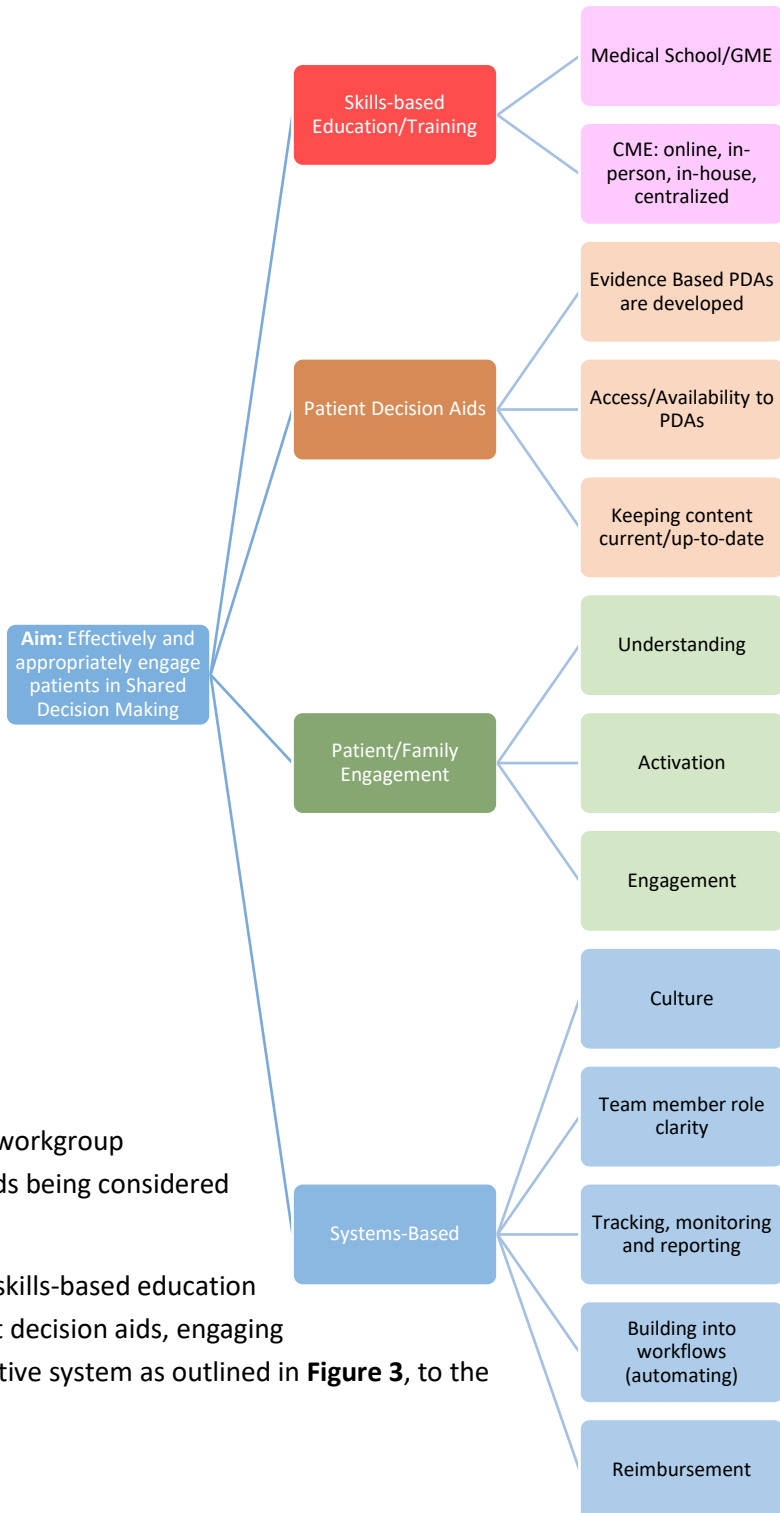 Medical School/GME
Skills-based
Education/Training
CME: online, in-
person, in-house,
centralized
Evidence Based PDAs
are developed
Patient Decision Aids
Access/Availability to
PDAs
Keeping content
current/up-to-date
Aim: Effectively and
appropriately engage
patients in Shared
Decision Making
Understanding
Patient/Family
Engagement
Activation
Engagement
Culture
Team member role
clarity
Systems-Based
Tracking, monitoring
and reporting
Building into
workflows
(automating)
Reimbursement
workgroup
ds being considered
skills-based education
t decision aids, engaging
tive system as outlined in Figure 3, to the